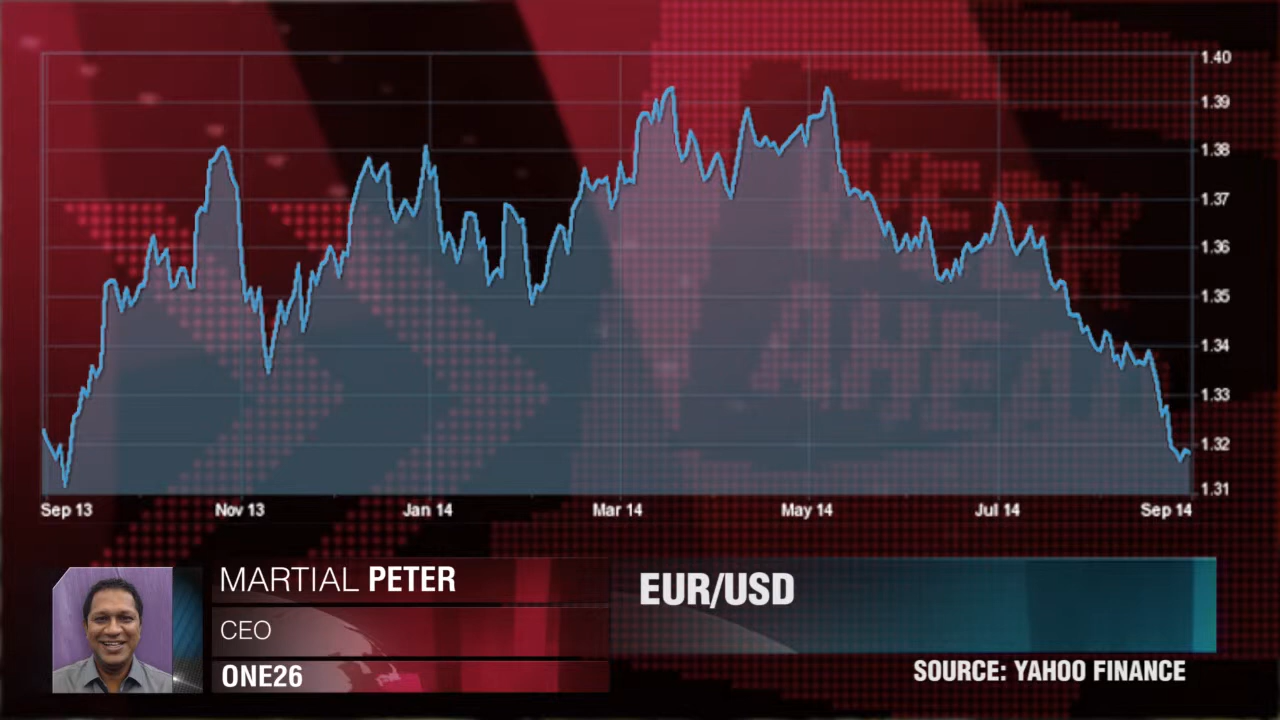 1.40
1.39
1.38
1.37
1.36
1.35
1.34
1.33
1.32
1.31
Sep 13 Nov 13 Jan 14 Mar 14 May 14 Jul 14 Sep 14
WEEK
AHEAD
MARTIAL PETER
CEO
ONE26
EUR/USD
SOURCE: YAHOO FINANCE